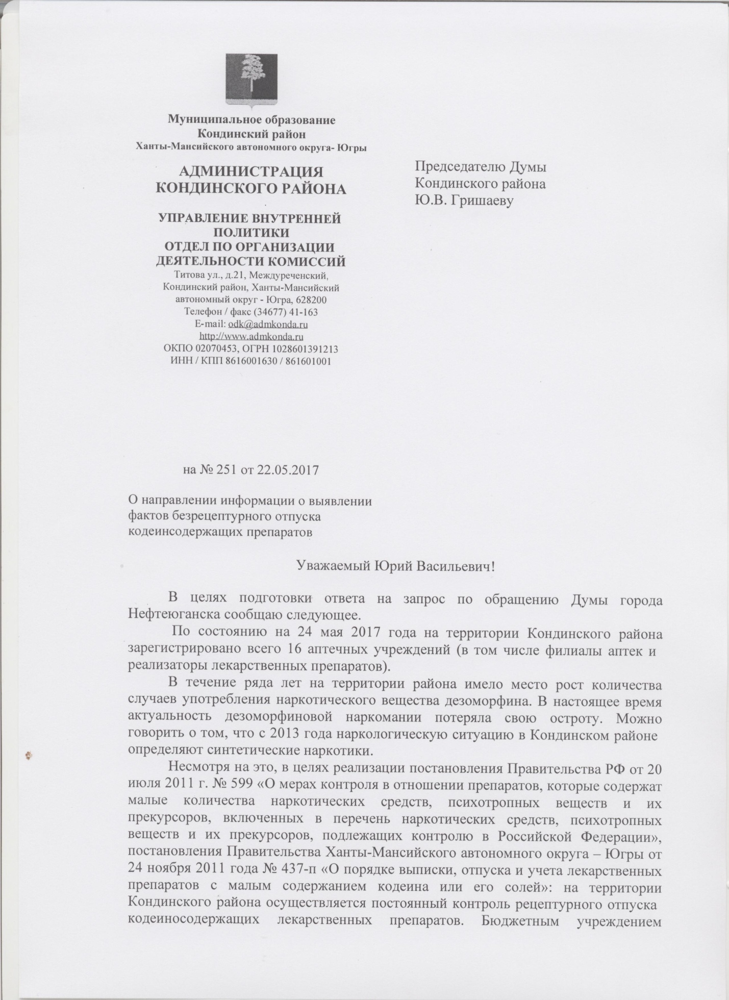 Муниципальное образование
Кондинский район
Ханты-Мансийского автономного округа- Югры
АДМИНИСТРАЦИЯ
КОНДИНСКОГО РАЙОНА
УПРАВЛЕНИЕ ВНУТРЕННЕЙ
ПОЛИТИКИ
ОТДЕЛ ПО ОРГАНИЗАЦИИ
ДЕЯТЕЛЬНОСТИ КОМИССИЙ
Титова ул., д.21, Междуреченский,
Кондинский район, Ханты-Мансийский
автономный округ - Югра, 628200
Телефон / факс (34677) 41-163
E-mail: odk@admkonda.ru
http://www.admkonda.ru
ОКПО 02070453, ОГРН 1028601391213
ИНН / КПП 8616001630 / 861601001
Председателю Думы
Кондинского района
Ю.В. Гришаеву
на № 251 от 22.05.2017
О направлении информации о выявлении
фактов безрецептурного отпуска
кодеинсодержащих препаратов
Уважаемый Юрий Васильевич!
В целях подготовки ответа на запрос по обращению Думы города
Нефтеюганска сообщаю следующее.
По состоянию на 24 мая 2017 года на территории Кондинского района
зарегистрировано всего 16 аптечных учреждений (в том числе филиалы аптек и
реализаторы лекарственных препаратов).
В течение ряда лет на территории района имело место рост количества
случаев употребления наркотического вещества дезоморфина. В настоящее время
актуальность дезоморфиновой наркомании потеряла свою остроту. Можно
говорить о том, что с 2013 года наркологическую ситуацию в Кондинском районе
определяют синтетические наркотики.
Несмотря на это, в целях реализации постановления Правительства РФ от 20
июля 2011 г. № 599 «О мерах контроля в отношении препаратов, которые содержат
малые количества наркотических средств, психотропных веществ и их
прекурсоров, включенных в перечень наркотических средств, психотропных
веществ и их прекурсоров, подлежащих контролю в Российской Федерации»,
постановления Правительства Ханты-Мансийского автономного округа – Югры от
24 ноября 2011 года № 437-п «О порядке выписки, отпуска и учета лекарственных
препаратов с малым содержанием кодеина или его солей»: на территории
Кондинского района осуществляется постоянный контроль рецептурного отпуска
кодеиносодержащих лекарственных препаратов. Бюджетным учреждением